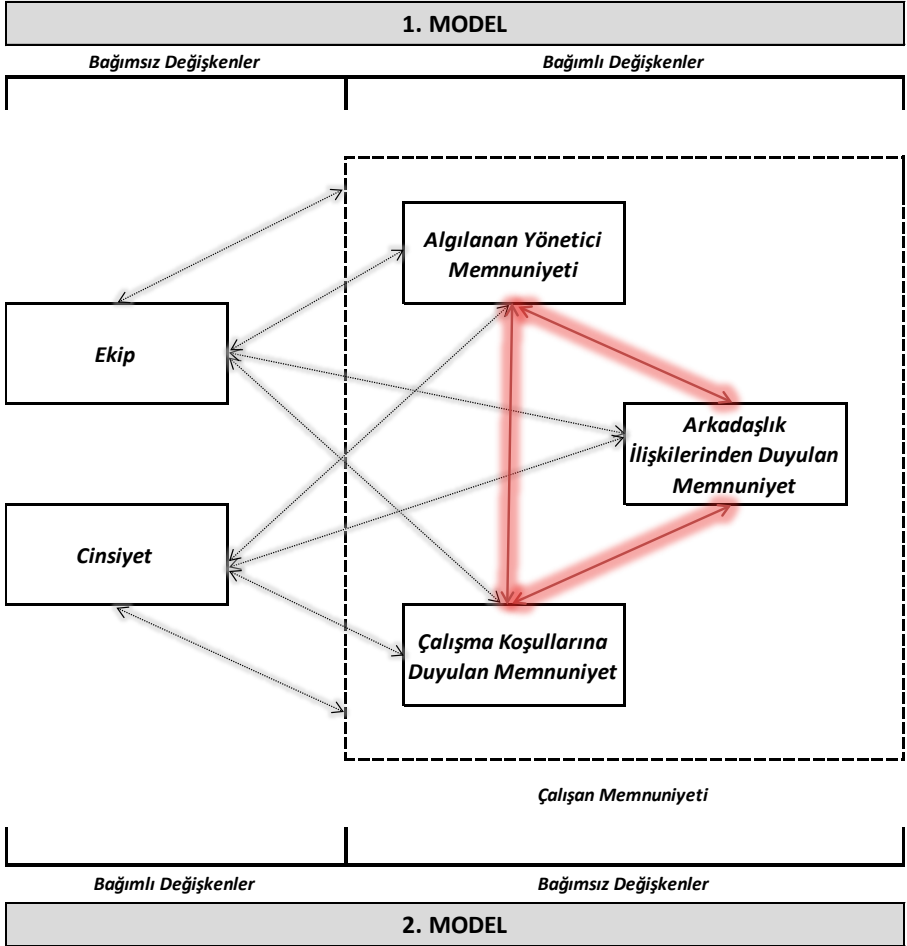 1. MODEL
Bağımsız Değişkenler
Bağımlı Değişkenler
Algılanan Yönetici
Memnuniyeti
Ekip
Arkadaşlık
İlişkilerinden Duyulan
Memnuniyet
Cinsiyet
Çalışma Koşullarına
Duyulan Memnuniyet
Çalışan Memnuniyeti
Bağımlı Değişkenler
Bağımsız Değişkenler
2. MODEL